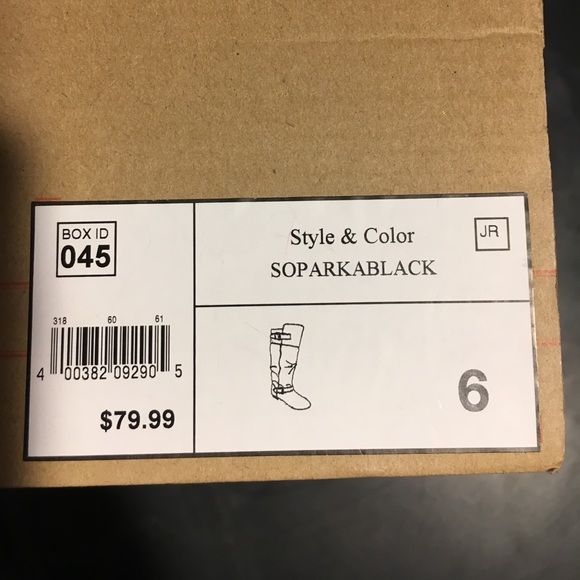 BOX ID
045
Style & Color
SOPARKABLACK
JR
318 60 61
4 00382 09290 5
$79.99
6